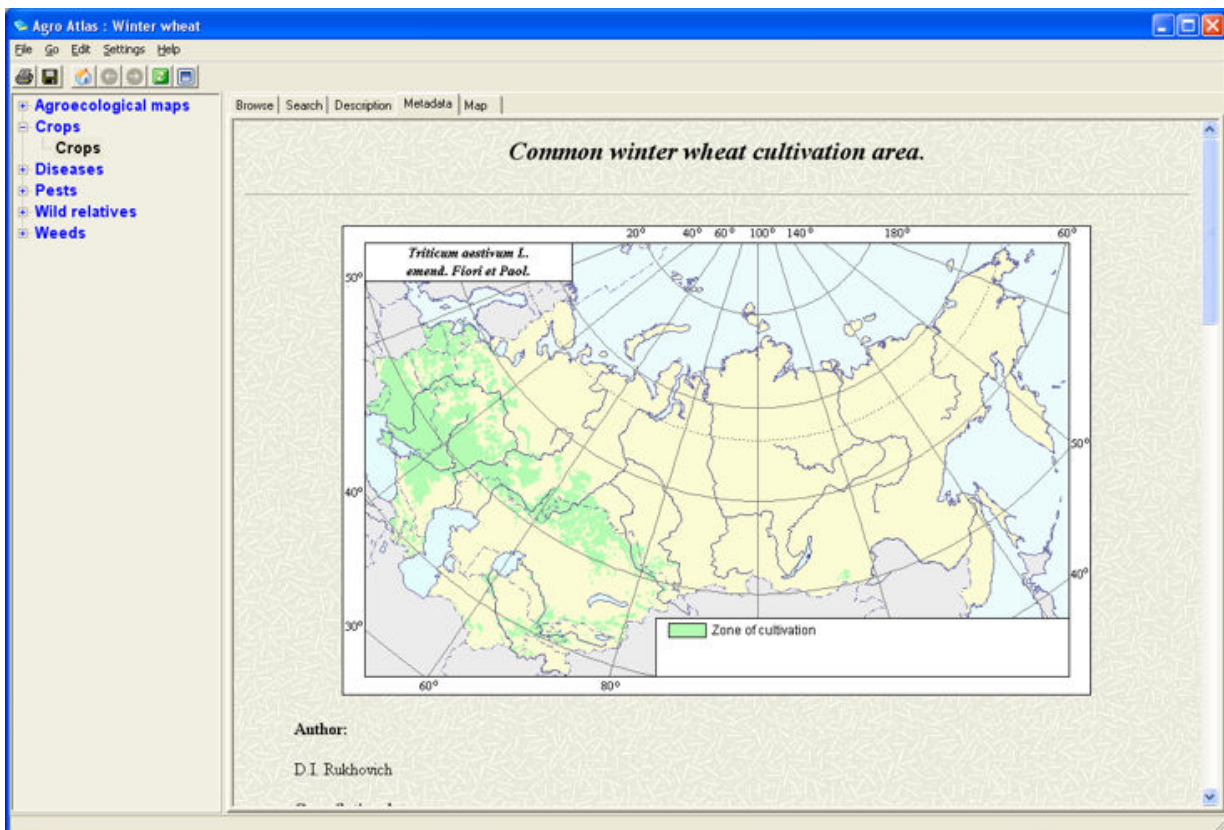 Agro Atlas : Winter wheat
File Go Edit Settings Help
Agroecological maps
Crops
Crops
Diseases
Pests
Wild relatives
Weeds
Browse Search Description Metadata Map
Common winter wheat cultivation area.
20° 40° 60° 100° 140° 180° 60°
Triticum aestivum L.
emend. Fiori et Paol.
50°
50°
40°
40°
30°
Zone of cultivation
60° 80°
Author:
D.I. Rukhovich